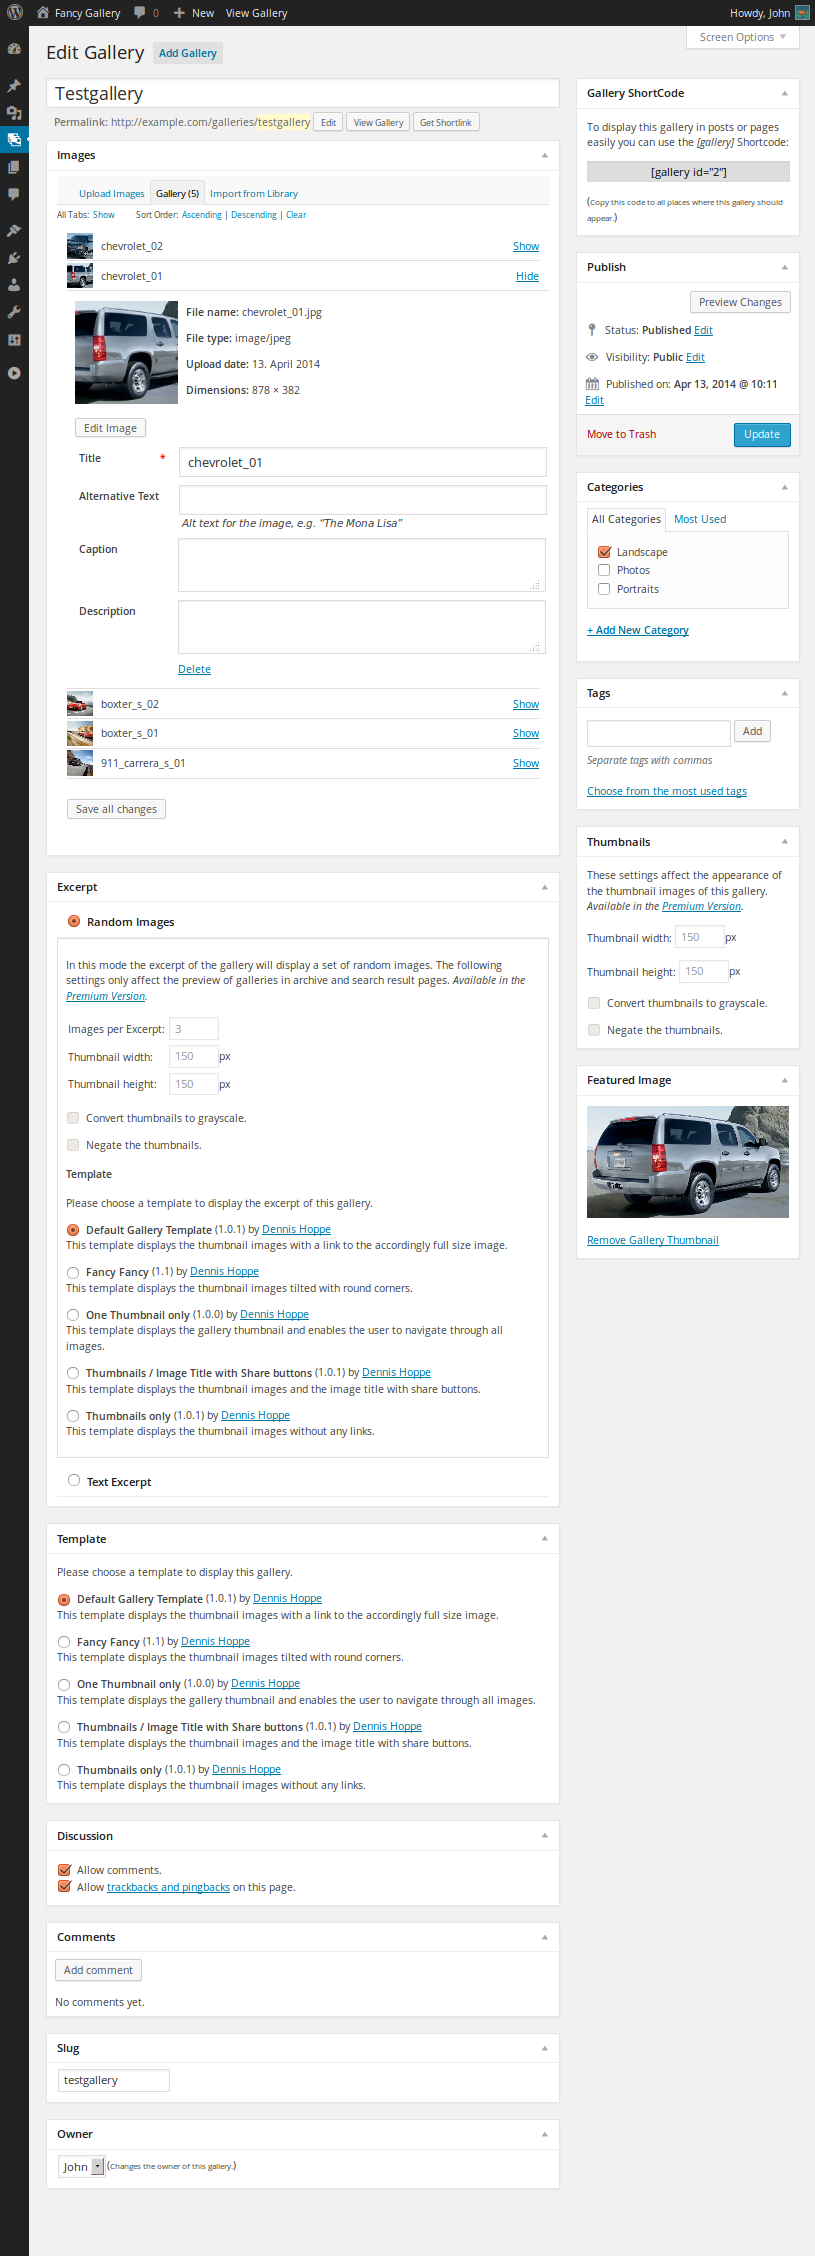 Fancy Gallery 0 New View Gallery Howdy, John
Screen Options
Edit Gallery Add Gallery
Testgallery
Permalink: http://example.com/galleries/testgallery Edit View Gallery Get Shortlink
Images
Upload Images Gallery (5) Import from Library
All Tabs: Show Sort Order: Ascending | Descending | Clear
chevrolet_02 Show
chevrolet_01 Hide
File name: chevrolet_01.jpg
File type: image/jpeg
Upload date: 13. April 2014
Dimensions: 878 × 382
Edit Image
Title * chevrolet_01
Alternative Text
Alt text for the image, e.g. “The Mona Lisa”
Caption
Description
Delete
boxter_s_02 Show
boxter_s_01 Show
911_carrera_s_01 Show
Save all changes
Excerpt
Random Images
In this mode the excerpt of the gallery will display a set of random images. The following
settings only affect the preview of galleries in archive and search result pages. Available in the
Premium Version.
Images per Excerpt: 3
Thumbnail width: 150 px
Thumbnail height: 150 px
Convert thumbnails to grayscale.
Negate the thumbnails.
Template
Please choose a template to display the excerpt of this gallery.
Default Gallery Template (1.0.1) by Dennis Hoppe
This template displays the thumbnail images with a link to the accordingly full size image.
Fancy Fancy (1.1) by Dennis Hoppe
This template displays the thumbnail images tilted with round corners.
One Thumbnail only (1.0.0) by Dennis Hoppe
This template displays the gallery thumbnail and enables the user to navigate through all
images.
Thumbnails / Image Title with Share buttons (1.0.1) by Dennis Hoppe
This template displays the thumbnail images and the image title with share buttons.
Thumbnails only (1.0.1) by Dennis Hoppe
This template displays the thumbnail images without any links.
Text Excerpt
Template
Please choose a template to display this gallery.
Default Gallery Template (1.0.1) by Dennis Hoppe
This template displays the thumbnail images with a link to the accordingly full size image.
Fancy Fancy (1.1) by Dennis Hoppe
This template displays the thumbnail images tilted with round corners.
One Thumbnail only (1.0.0) by Dennis Hoppe
This template displays the gallery thumbnail and enables the user to navigate through all images.
Thumbnails / Image Title with Share buttons (1.0.1) by Dennis Hoppe
This template displays the thumbnail images and the image title with share buttons.
Thumbnails only (1.0.1) by Dennis Hoppe
This template displays the thumbnail images without any links.
Discussion
Allow comments.
Allow trackbacks and pingbacks on this page.
Comments
Add comment
No comments yet.
Slug
testgallery
Owner
John (Changes the owner of this gallery.)
Gallery ShortCode
To display this gallery in posts or pages
easily you can use the [gallery] Shortcode:
[gallery id="2"]
(Copy this code to all places where this gallery should
appear.)
Publish
Preview Changes
Status: Published Edit
Visibility: Public Edit
Published on: Apr 13, 2014 @ 10:11
Edit
Move to Trash Update
Categories
All Categories Most Used
Landscape
Photos
Portraits
+ Add New Category
Tags
Add
Separate tags with commas
Choose from the most used tags
Thumbnails
These settings affect the appearance of
the thumbnail images of this gallery.
Available in the Premium Version.
Thumbnail width: 150 px
Thumbnail height: 150 px
Convert thumbnails to grayscale.
Negate the thumbnails.
Featured Image
Remove Gallery Thumbnail